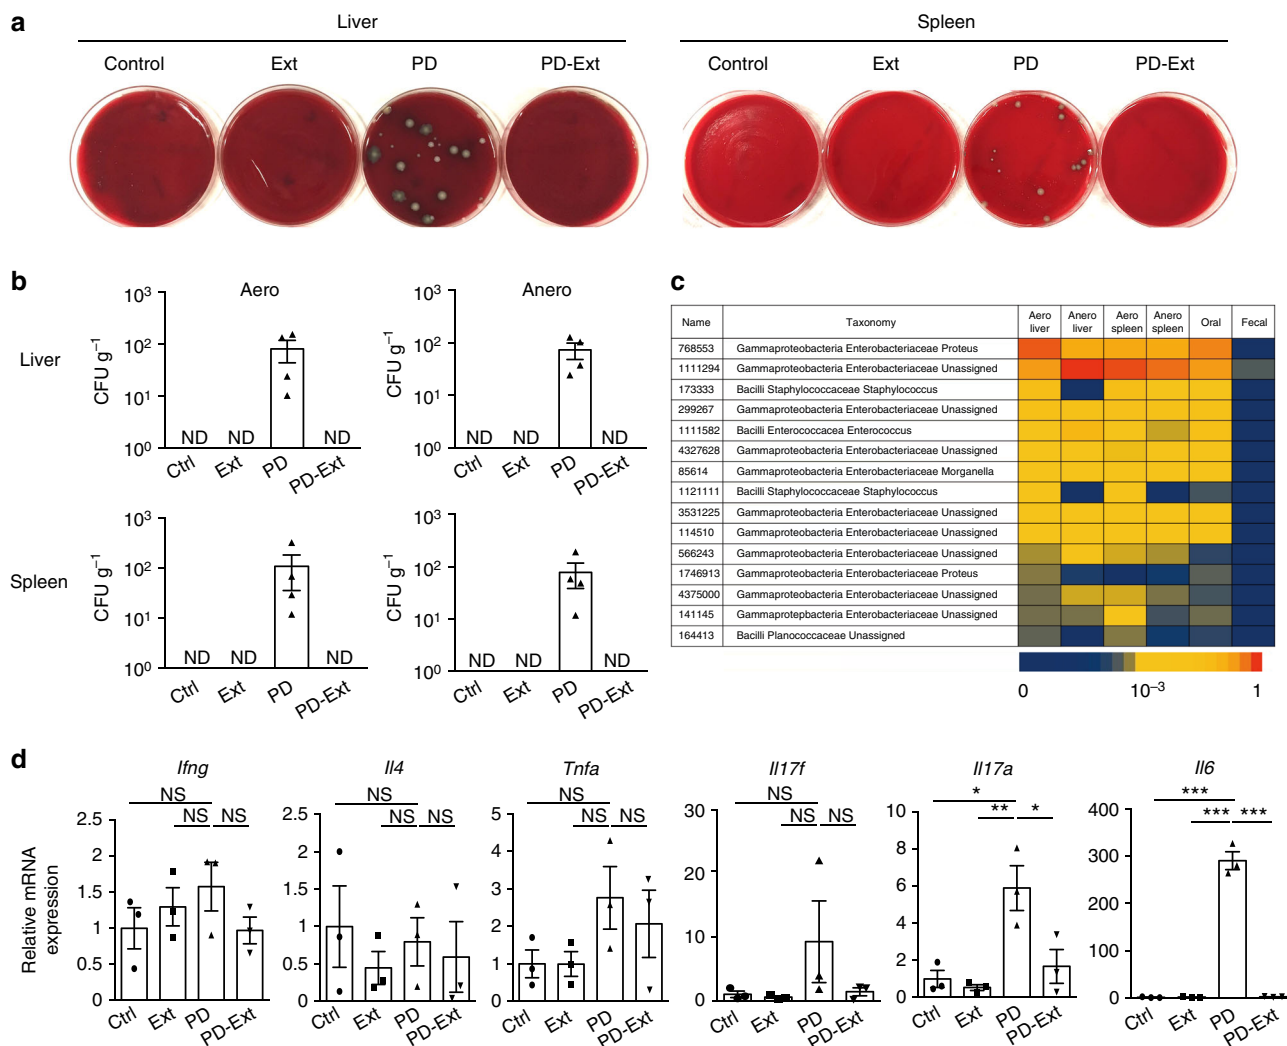 a
Liver
Spleen
Control Ext PD PD-Ext
Control Ext PD PD-Ext
b
Aero
Anero
Liver
CFU g⁻¹
10³
10²
10¹
10⁰
ND ND ND
Ctrl Ext PD PD-Ext
CFU g⁻¹
10³
10²
10¹
10⁰
ND ND ND
Ctrl Ext PD PD-Ext
Spleen
CFU g⁻¹
10³
10²
10¹
10⁰
ND ND ND
Ctrl Ext PD PD-Ext
CFU g⁻¹
10³
10²
10¹
10⁰
ND ND ND
Ctrl Ext PD PD-Ext
c
Name Taxonomy Aero liver Anero liver Aero spleen Anero spleen Oral Fecal
768553 Gammaproteobacteria Enterobacteriaceae Proteus
1111294 Gammaproteobacteria Enterobacteriaceae Unassigned
173333 Bacilli Staphylococcaceae Staphylococcus
299267 Gammaproteobacteria Enterobacteriaceae Unassigned
1111582 Bacilli Enterococcacea Enterococcus
4327628 Gammaproteobacteria Enterobacteriaceae Unassigned
85614 Gammaproteobacteria Enterobacteriaceae Morganella
1121111 Bacilli Staphylococcaceae Staphylococcus
3531225 Gammaproteobacteria Enterobacteriaceae Unassigned
114510 Gammaproteobacteria Enterobacteriaceae Unassigned
566243 Gammaproteobacteria Enterobacteriaceae Unassigned
1746913 Gammaproteobacteria Enterobacteriaceae Proteus
4375000 Gammaproteobacteria Enterobacteriaceae Unassigned
141145 Gammaprotepbacteria Enterobacteriaceae Unassigned
164413 Bacilli Planococcaceae Unassigned
0 10⁻³ 1
d
Relative mRNA
expression
Ifng
NS
NS NS
2.5
2
1.5
1
0.5
0
Ctrl Ext PD PD-Ext
Il4
NS
NS NS
2.5
2
1.5
1
0.5
0
Ctrl Ext PD PD-Ext
Tnfa
NS
NS NS
5
4
3
2
1
0
Ctrl Ext PD PD-Ext
Il17f
NS
NS NS
30
20
10
0
Ctrl Ext PD PD-Ext
Il17a
*
** *
10
8
6
4
2
0
Ctrl Ext PD PD-Ext
Il6
***
*** ***
400
300
200
100
0
Ctrl Ext PD PD-Ext